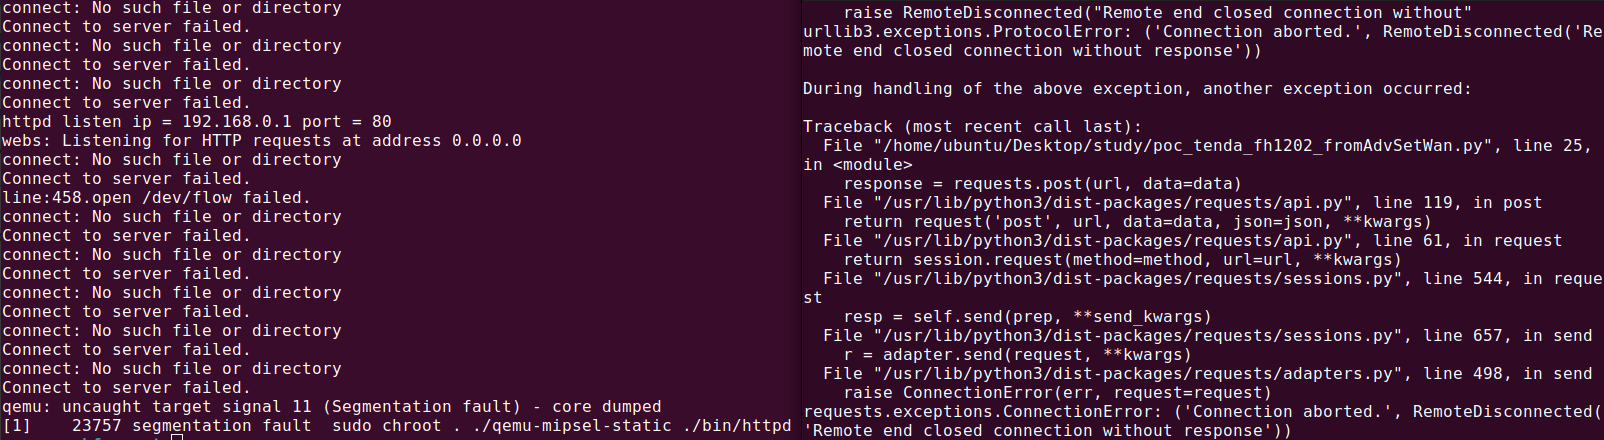 connect: No such file or directory
Connect to server failed.
connect: No such file or directory
Connect to server failed.
connect: No such file or directory
Connect to server failed.
httpd listen ip = 192.168.0.1 port = 80
webs: Listening for HTTP requests at address 0.0.0.0
connect: No such file or directory
Connect to server failed.
line:458.open /dev/flow failed.
connect: No such file or directory
Connect to server failed.
connect: No such file or directory
Connect to server failed.
connect: No such file or directory
Connect to server failed.
connect: No such file or directory
Connect to server failed.
connect: No such file or directory
Connect to server failed.
qemu: uncaught target signal 11 (Segmentation fault) - core dumped
[1]    23757 segmentation fault  sudo chroot . ./qemu-mipsel-static ./bin/httpd
    raise RemoteDisconnected("Remote end closed connection without"
urllib3.exceptions.ProtocolError: ('Connection aborted.', RemoteDisconnected('Re
mote end closed connection without response'))
During handling of the above exception, another exception occurred:
Traceback (most recent call last):
  File "/home/ubuntu/Desktop/study/poc_tenda_fh1202_fromAdvSetWan.py", line 25,
in <module>
    response = requests.post(url, data=data)
  File "/usr/lib/python3/dist-packages/requests/api.py", line 119, in post
    return request('post', url, data=data, json=json, **kwargs)
  File "/usr/lib/python3/dist-packages/requests/api.py", line 61, in request
    return session.request(method=method, url=url, **kwargs)
  File "/usr/lib/python3/dist-packages/requests/sessions.py", line 544, in reque
st
    resp = self.send(prep, **send_kwargs)
  File "/usr/lib/python3/dist-packages/requests/sessions.py", line 657, in send
    r = adapter.send(request, **kwargs)
  File "/usr/lib/python3/dist-packages/requests/adapters.py", line 498, in send
    raise ConnectionError(err, request=request)
requests.exceptions.ConnectionError: ('Connection aborted.', RemoteDisconnected(
'Remote end closed connection without response'))